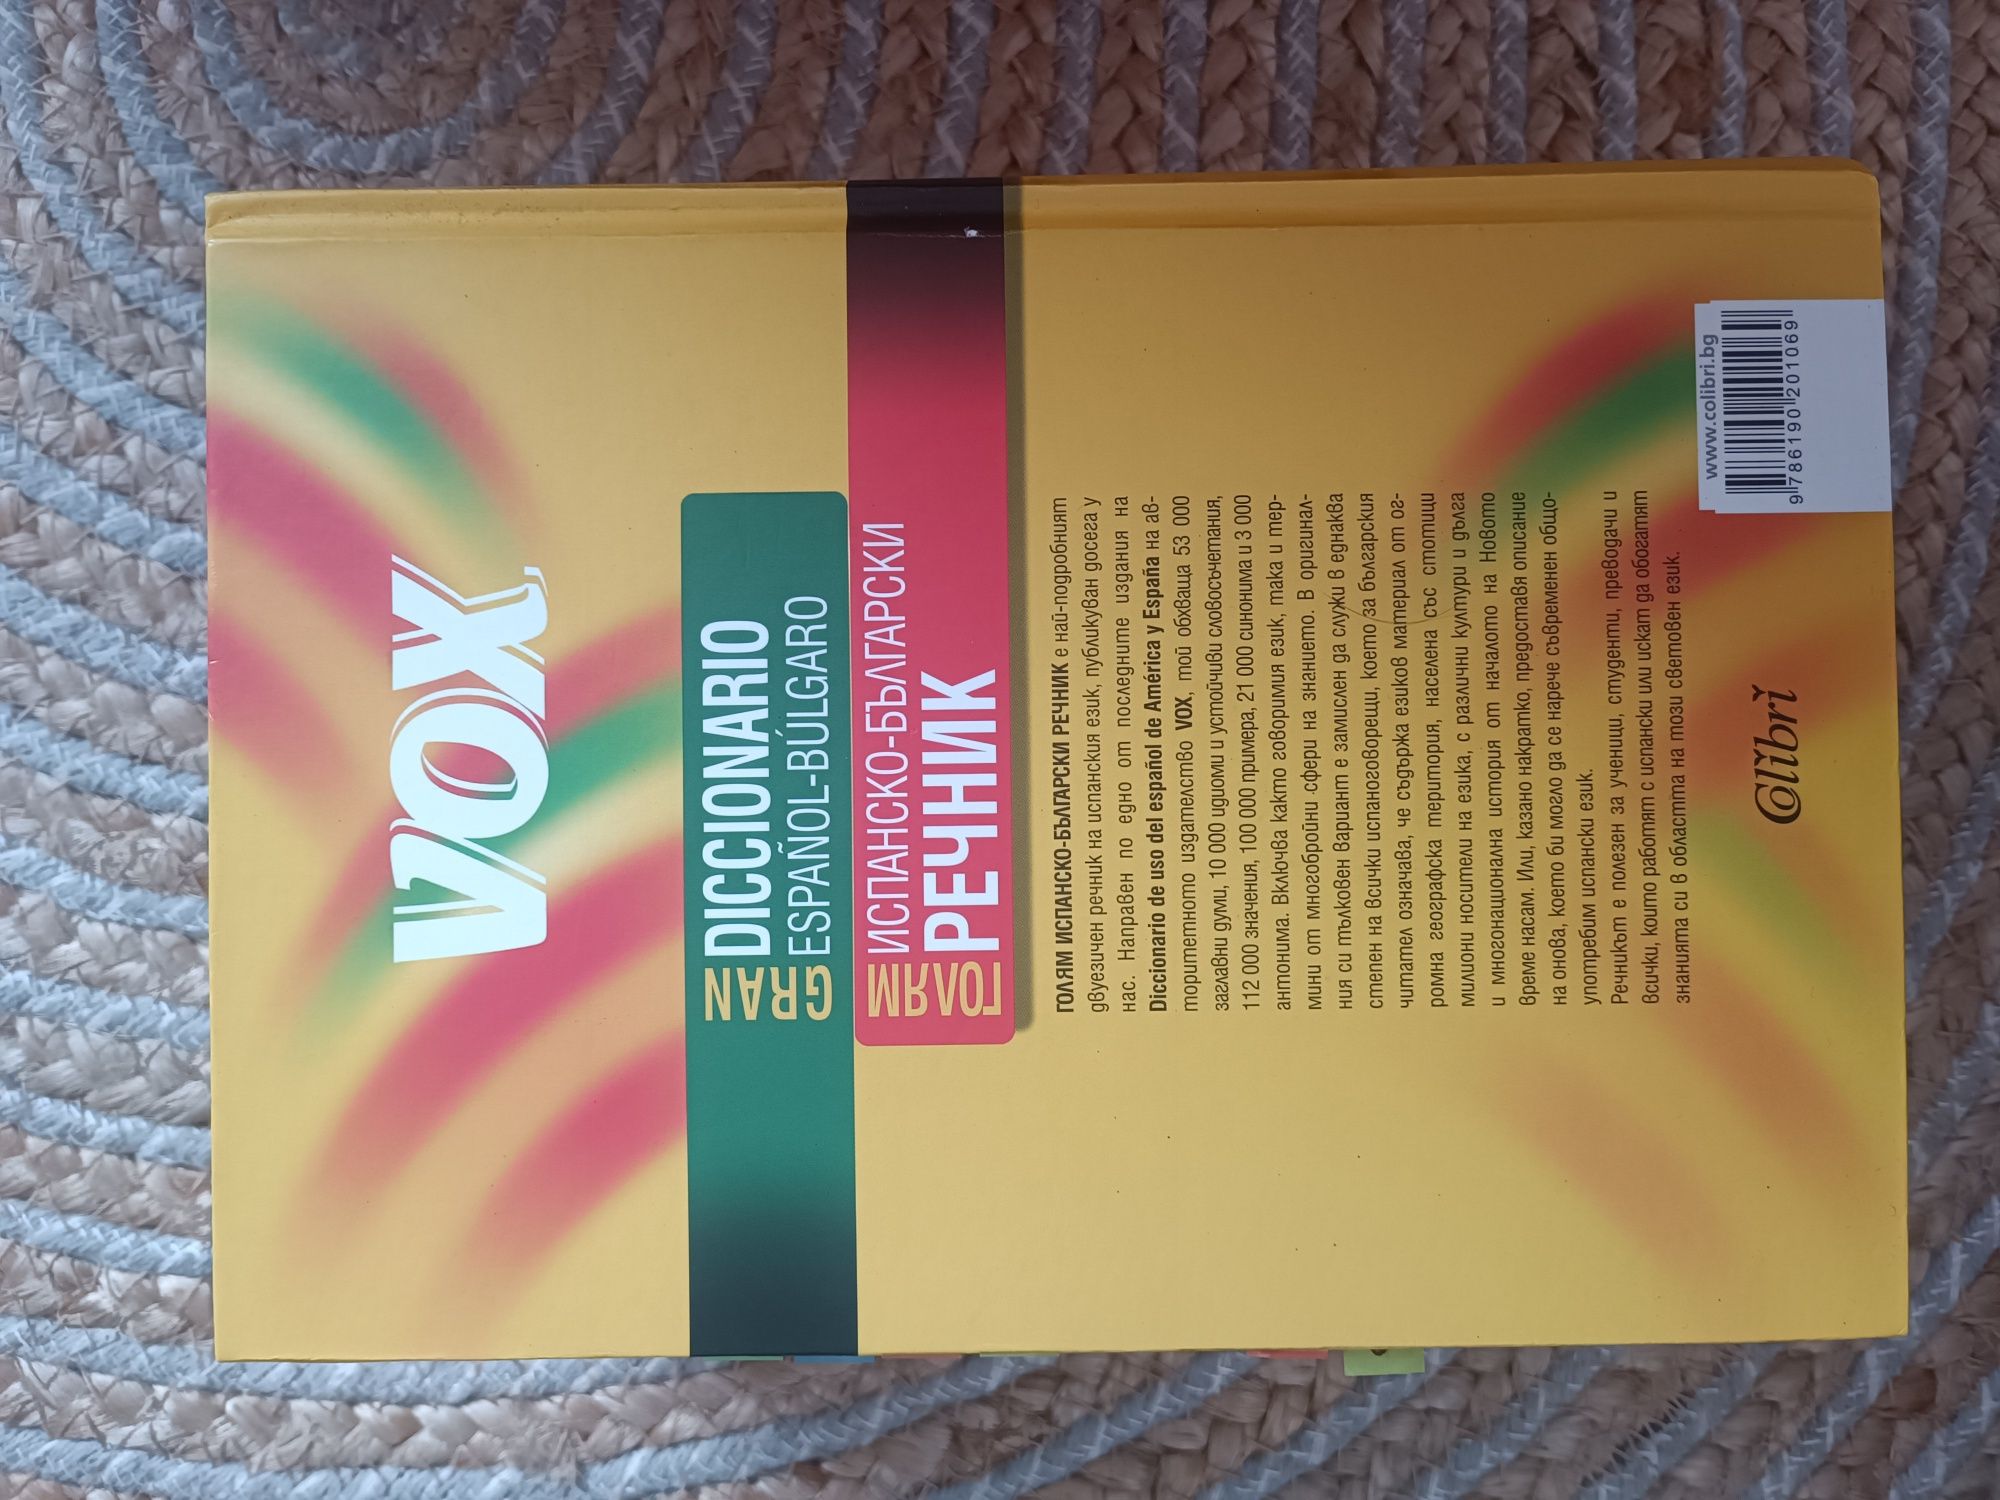 VOX
GRAN
DICCIONARIO
ESPAÑOL-BÚLGARO
ГОЛЯМ
ИСПАНСКО-БЪЛГАРСКИ
РЕЧНИК
ГОЛЯМ ИСПАНСКО-БЪЛГАРСКИ РЕЧНИК е най-подробният
двуезичен речник на испанския език, публикуван досега у
нас. Направен по едно от последните издания на
Diccionario de uso del español de América y España на ав-
торитетното издателство VOX, той обхваща 53 000
заглавни думи, 10 000 идиоми и устойчиви словосъчетания,
112 000 значения, 100 000 примера, 21 000 синонима и 3 000
антонима. Включва както говоримия език, така и тер-
мини от многобройни сфери на знанието. В оригинал-
ния си тълковен вариант е замислен да служи в еднаква
степен на всички испаноговорещи, което за българския
читател означава, че съдържа езиков материал от ог-
ромна географска територия, населена със стотици
милиони носители на езика, с различни култури и дълга
и многонационална история от началото на Новото
време насам. Или, казано накратко, предоставя описание
на онова, което би могло да се нарече съвременен общо-
употребим испански език.
Речникът е полезен за ученици, студенти, преводачи и
всички, които работят с испански или искат да обогатят
знанията си в областта на този световен език.
Colibri
www.colibri.bg
9 786190 201069